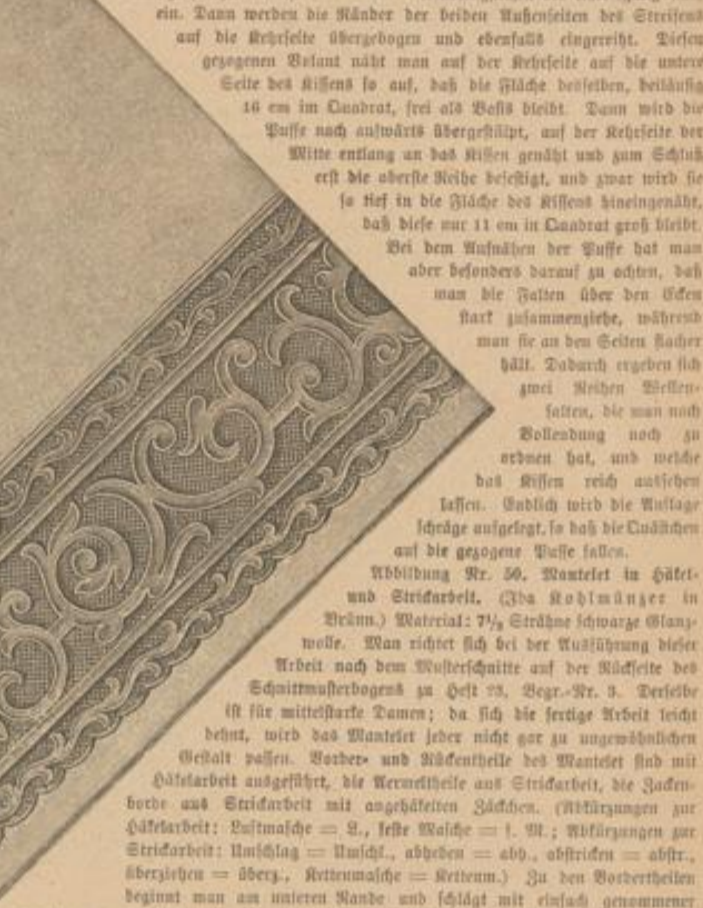 ein. Dann werden die Ränder der beiden Außenseiten des Streifens
auf die Kehrseite übergebogen und ebenfalls eingereiht. Diesen
gezogenen Volant näht man auf der Kehrseite auf die untere
Seite des Kissens so auf, daß die Fläche desselben, beiläufig
16 cm im Quadrat, frei als Basis bleibt. Dann wird die
Puffe nach aufwärts übergestülpt, auf der Kehrseite der
Mitte entlang an das Kissen genäht und zum Schluß
erst die oberste Reihe befestigt, und zwar wird sie
so tief in die Fläche des Kissens hineingenäht,
daß diese nur 11 cm in Quadrat groß bleibt.
Bei dem Aufnähen der Puffe hat man
aber besonders darauf zu achten, daß
man die Falten über den Ecken
stark zusammenziehe, während
man sie an den Seiten flacher
hält. Dadurch ergeben sich
zwei Reihen Wellen-
falten, die man nach
Vollendung noch zu
ordnen hat, und welche
das Kissen reich aussehen
lassen. Endlich wird die Auflage
schräge aufgelegt, so daß die Quästchen
auf die gezogene Puffe fallen.
Abbildung Nr. 50. Mantelet in Häkel-
und Strickarbeit. (Ida Kohlmünzer in
Brünn.) Material: 7½ Strähne schwarze Glanz-
wolle. Man richtet sich bei der Ausführung dieser
Arbeit nach dem Musterschnitte auf der Rückseite des
Schnittmusterbogens zu Heft 23, Begr.-Nr. 3. Derselbe
ist für mittelstarke Damen; da sich die fertige Arbeit leicht
dehnt, wird das Mantelet jeder nicht gar zu ungewöhnlichen
Gestalt passen. Vorder- und Rückentheile des Mantelet sind mit
Häkelarbeit ausgeführt, die Aermeltheile aus Strickarbeit, die Zacken-
borde aus Strickarbeit mit angehäkelten Zäckchen. (Abkürzungen zur
Häkelarbeit: Luftmasche = L., feste Masche = f. M.; Abkürzungen zur
Strickarbeit: Umschlag = Umschl., abheben = abh., abstricken = abstr.,
überziehen = überz., Kettenmasche = Kettenm.) Zu den Vordertheilen
beginnt man am unteren Rande und schlägt mit einfach genommener